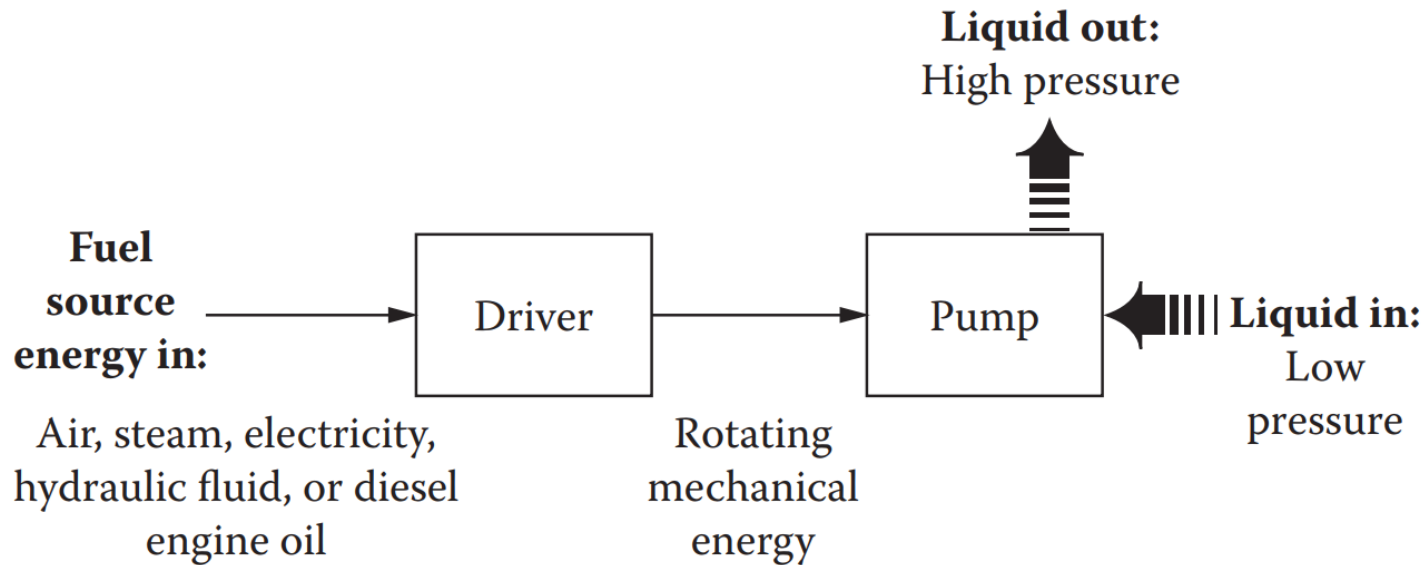 Liquid out:
High pressure
Fuel
source
energy in:
Air, steam, electricity,
hydraulic fluid, or diesel
engine oil
Driver
Rotating
mechanical
energy
Pump
Liquid in:
Low
pressure